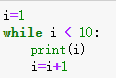 i=1
while i < 10:
    print(i)
    i=i+1